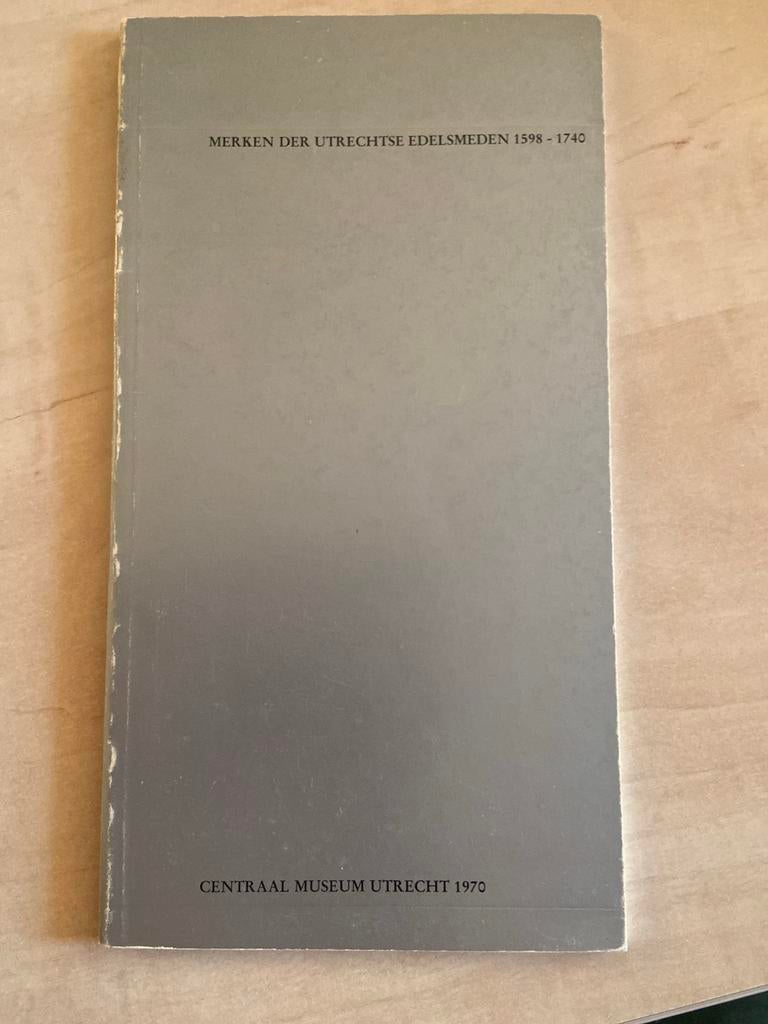 MERKEN DER UTRECHTSE EDELSMEDEN 1598 - 1740
CENTRAAL MUSEUM UTRECHT 1970